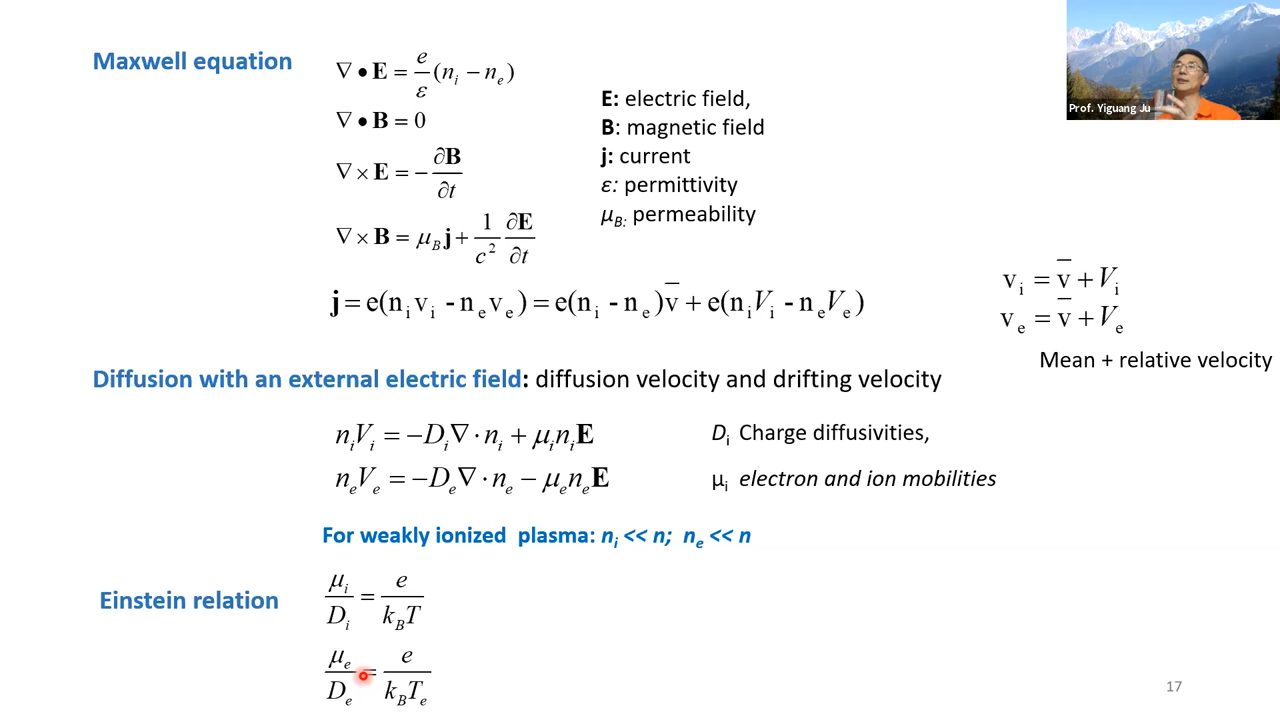 Maxwell equation
∇ • E = e/ε (n_i − n_e)
∇ • B = 0
∇ × E = − ∂B/∂t
∇ × B = μ_B j + 1/c² ∂E/∂t
E: electric field,
B: magnetic field
j: current
ε: permittivity
μ_B: permeability
Prof. Yiguang Ju
j = e(n_i v_i - n_e v_e) = e(n_i - n_e)v̅ + e(n_i V_i - n_e V_e)
v_i = v̅ + V_i
v_e = v̅ + V_e
Mean + relative velocity
Diffusion with an external electric field: diffusion velocity and drifting velocity
n_i V_i = −D_i ∇ · n_i + μ_i n_i E
D_i Charge diffusivities,
n_e V_e = −D_e ∇ · n_e − μ_e n_e E
μ_i electron and ion mobilities
For weakly ionized plasma: n_i << n; n_e << n
Einstein relation
μ_i/D_i = e/k_B T
μ_e/D_e = e/k_B T_e
17